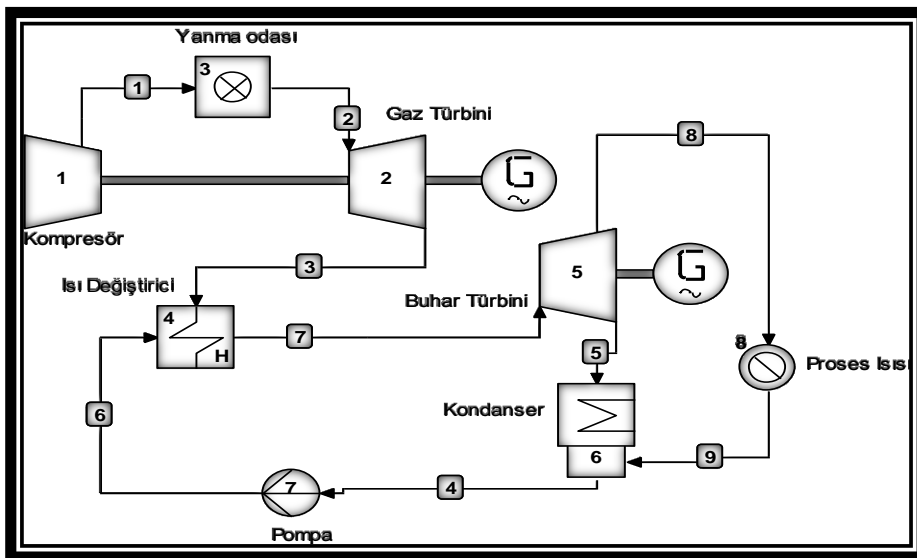 Yanma odası
3
1
2
Gaz Türbini
8
1
2
G
Kompresőr
3
5
G
Isı Değiştirici
Buhar Türbini
4
H
7
5
8
Proses Isısı
Kondanser
6
6
9
7
4
Pompa